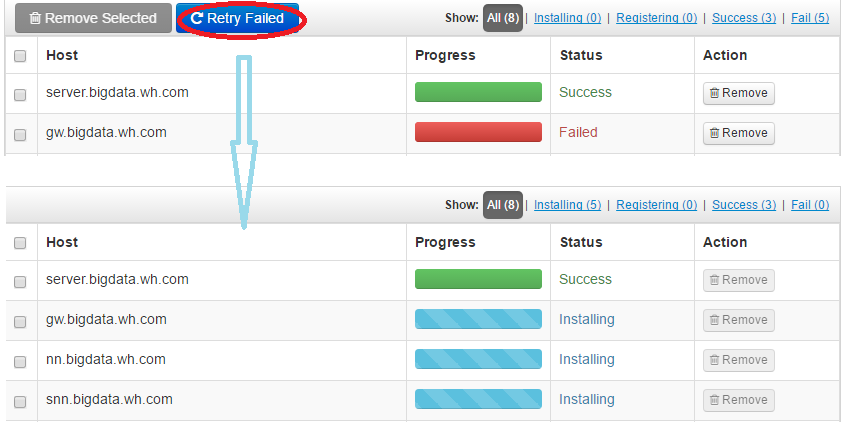 Remove Selected Retry Failed Show: All (8) | Installing (0) | Registering (0) | Success (3) | Fail (5)
Host Progress Status Action
server.bigdata.wh.com Success Remove
gw.bigdata.wh.com Failed Remove
Show: All (8) | Installing (5) | Registering (0) | Success (3) | Fail (0)
Host Progress Status Action
server.bigdata.wh.com Success Remove
gw.bigdata.wh.com Installing Remove
nn.bigdata.wh.com Installing Remove
snn.bigdata.wh.com Installing Remove